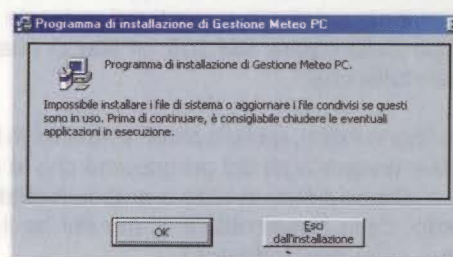 Programma di installazione di Gestione Meteo PC
Programma di installazione di Gestione Meteo PC.
Impossibile installare i file di sistema o aggiornare i file condivisi se questi
sono in uso. Prima di continuare, è consigliabile chiudere le eventuali
applicazioni in esecuzione.
OK
Esci
dall'installazione